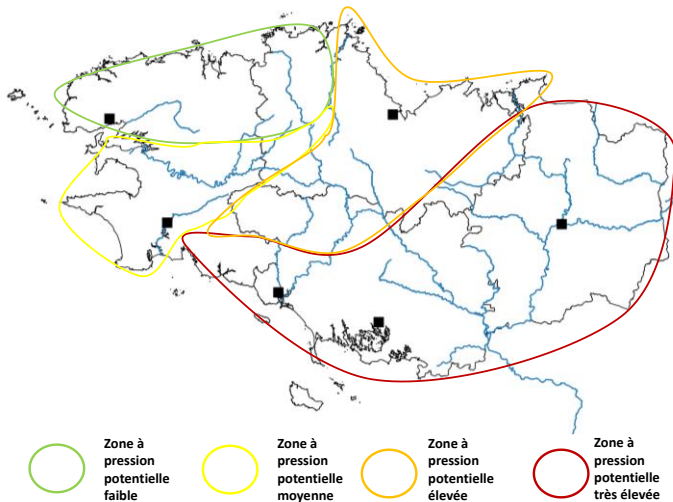 Zone à
pression
potentielle
faible
Zone à
pression
potentielle
moyenne
Zone à
pression
potentielle
élevée
Zone à
pression
potentielle
très élevée